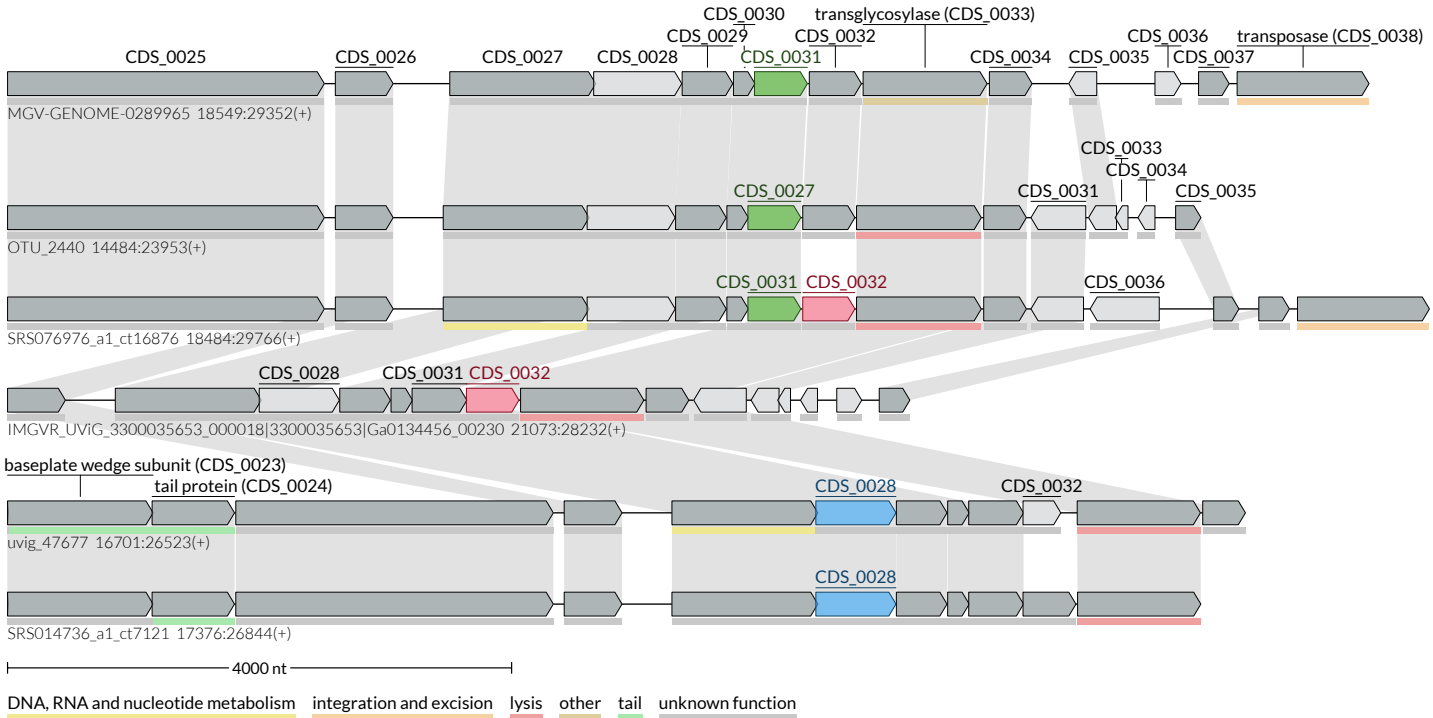 CDS_0030 transglycosylase (CDS_0033)
CDS_0029 CDS_0032 CDS_0036 transposase (CDS_0038)
CDS_0025 CDS_0026 CDS_0027 CDS_0028 CDS_0031 CDS_0034 CDS_0035 CDS_0037
MGV-GENOME-0289965 18549:29352(+)
CDS_0033
CDS_0034
CDS_0027 CDS_0031 CDS_0035
OTU_2440 14484:23953(+)
CDS_0031 CDS_0032 CDS_0036
SRS076976_a1_ct16876 18484:29766(+)
CDS_0028 CDS_0031 CDS_0032
IMGVR_UViG_3300035653_000018|3300035653|Ga0134456_00230 21073:28232(+)
baseplate wedge subunit (CDS_0023)
tail protein (CDS_0024) CDS_0028 CDS_0032
uvig_47677 16701:26523(+)
CDS_0028
SRS014736_a1_ct7121 17376:26844(+)
4000 nt
DNA, RNA and nucleotide metabolism integration and excision lysis other tail unknown function